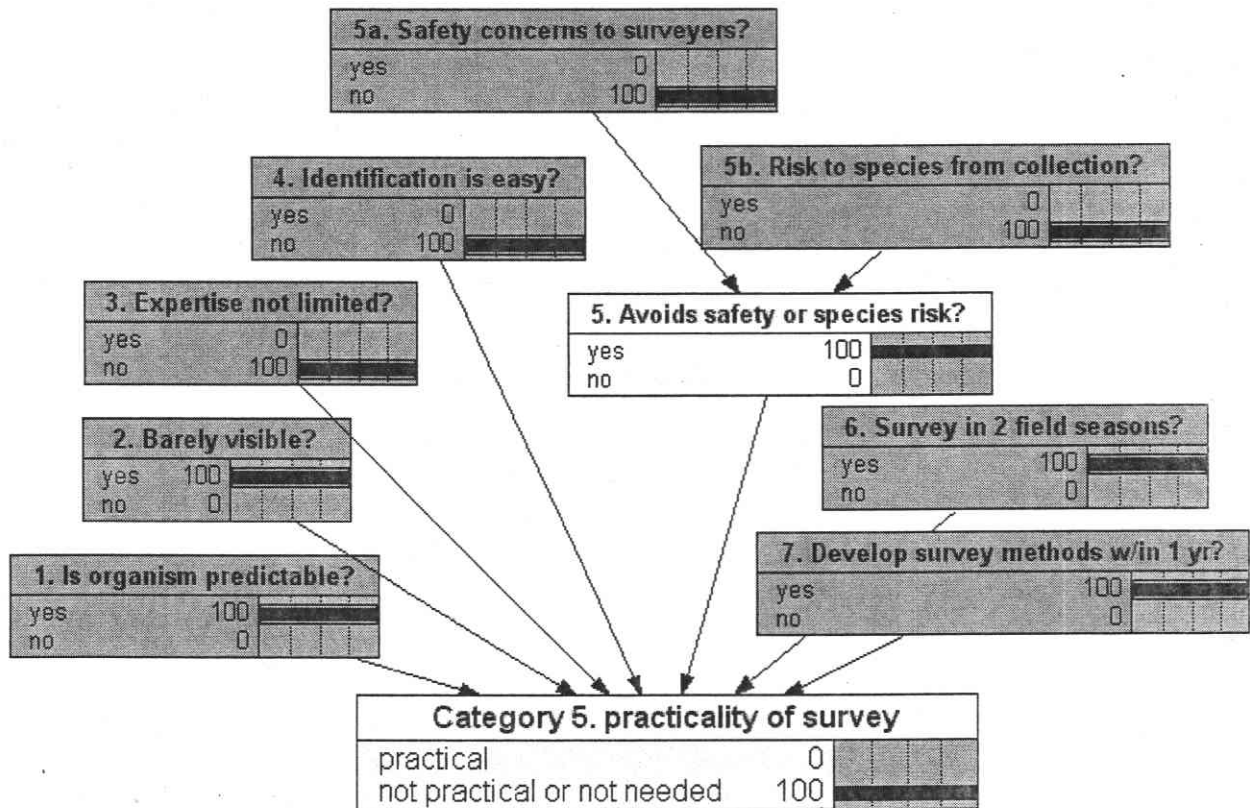 5a. Safety concerns to surveyers?
yes 0
no 100
4. Identification is easy?
yes 0
no 100
5b. Risk to species from collection?
yes 0
no 100
3. Expertise not limited?
yes 0
no 100
5. Avoids safety or species risk?
yes 100
no 0
2. Barely visible?
yes 100
no 0
6. Survey in 2 field seasons?
yes 100
no 0
1. Is organism predictable?
yes 100
no 0
7. Develop survey methods w/in 1 yr?
yes 100
no 0
Category 5. practicality of survey
practical 0
not practical or not needed 100